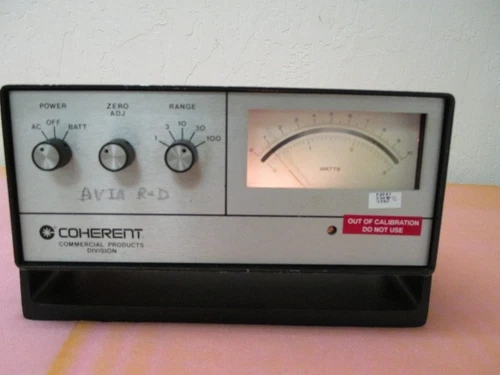 POWER
ZERO
ADJ
RANGE
AC OFF BATT
1 3 10 30 100
WATTS
AVIA R&D
COHERENT
COMMERCIAL PRODUCTS
DIVISION
OUT OF CALIBRATION
DO NOT USE